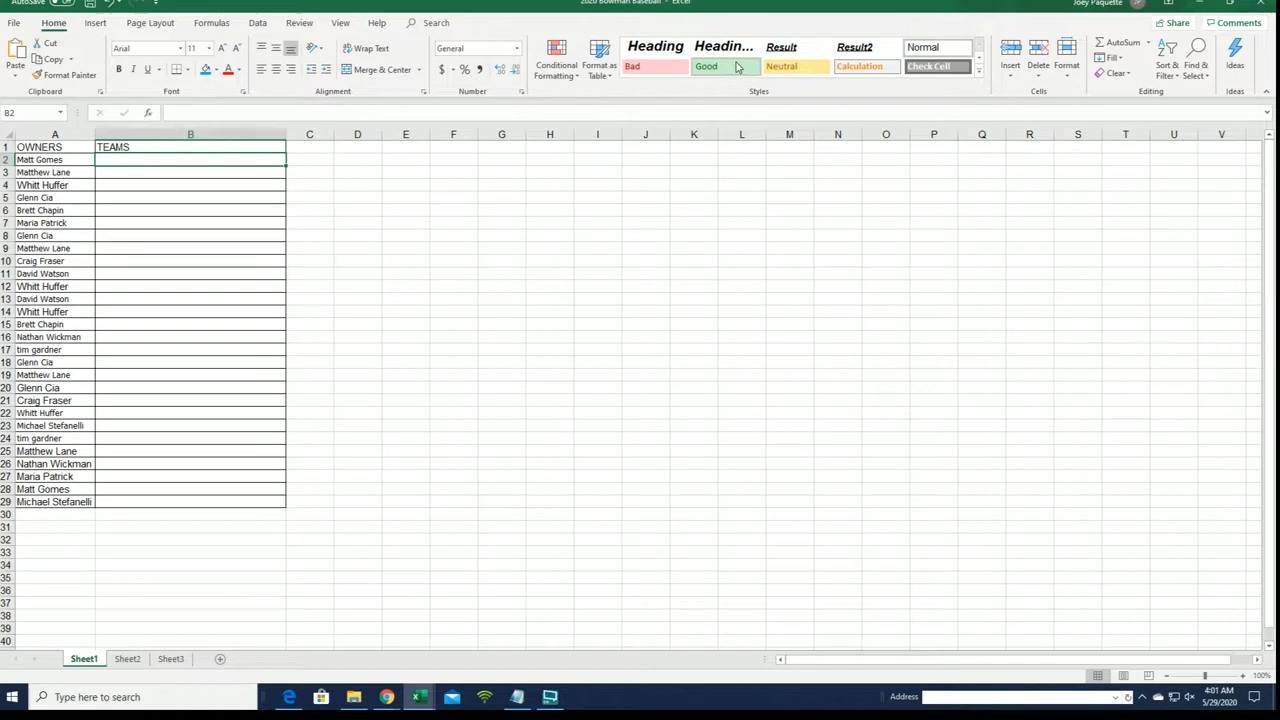 AutoSave Off 2020 Bowman Baseball - Excel Joey Paquette JP
File Home Insert Page Layout Formulas Data Review View Help Search Share Comments
Paste Cut Copy Format Painter Clipboard
Arial 11 A A B I U A Font
Wrap Text Merge & Center Alignment
General $ % , Number
Conditional Formatting Format as Table
Heading Headin... Result Result2 Normal
Bad Good Neutral Calculation Check Cell
Styles
Insert Delete Format Cells
AutoSum Fill Clear Sort & Filter Find & Select Editing
Ideas Ideas
B2 fx
A B C D E F G H I J K L M N O P Q R S T U V
1 OWNERS TEAMS
2 Matt Gomes
3 Matthew Lane
4 Whitt Huffer
5 Glenn Cia
6 Brett Chapin
7 Maria Patrick
8 Glenn Cia
9 Matthew Lane
10 Craig Fraser
11 David Watson
12 Whitt Huffer
13 David Watson
14 Whitt Huffer
15 Brett Chapin
16 Nathan Wickman
17 tim gardner
18 Glenn Cia
19 Matthew Lane
20 Glenn Cia
21 Craig Fraser
22 Whitt Huffer
23 Michael Stefanelli
24 tim gardner
25 Matthew Lane
26 Nathan Wickman
27 Maria Patrick
28 Matt Gomes
29 Michael Stefanelli
30
31
32
33
34
35
36
37
38
39
40
Sheet1 Sheet2 Sheet3
100%
Type here to search Address 4:01 AM
5/29/2020